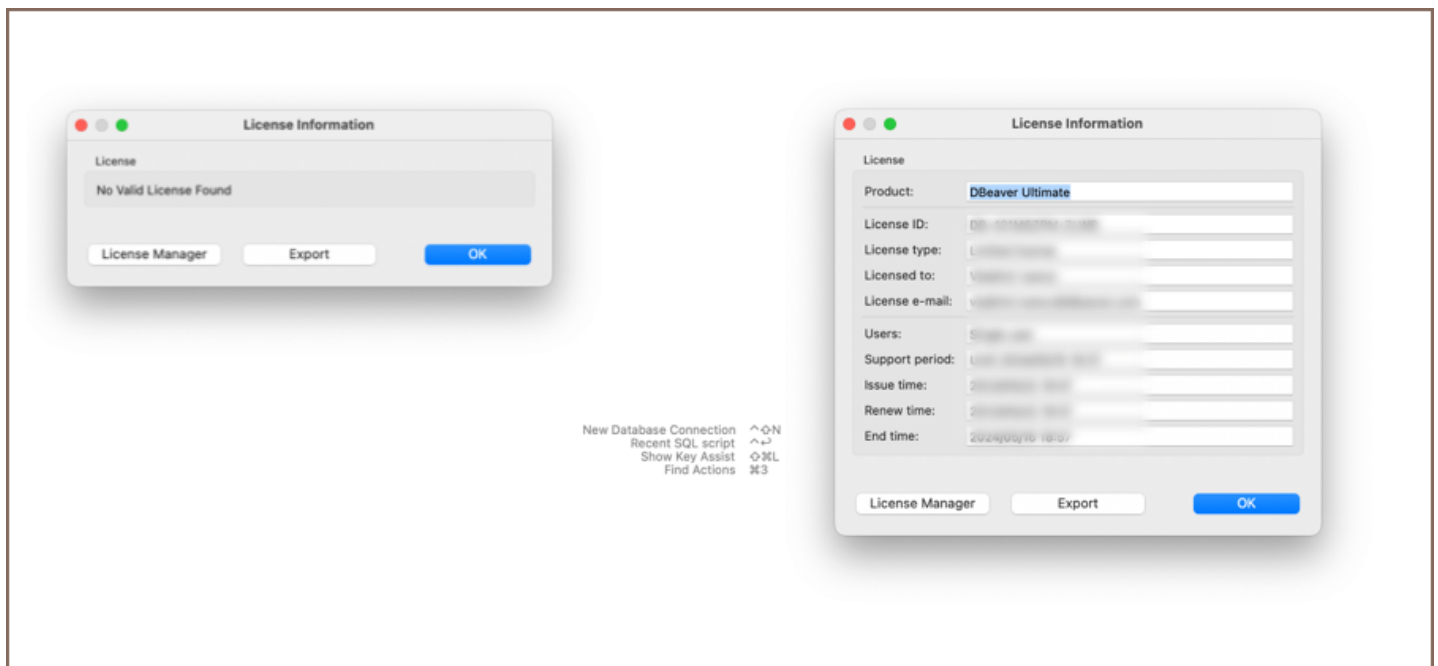 License Information
License
No Valid License Found
License Manager Export OK
New Database Connection ^⇧N
Recent SQL script ^↩
Show Key Assist ⇧⌘L
Find Actions ⌘3
License Information
License
Product: DBeaver Ultimate
License ID:
License type:
Licensed to:
License e-mail:
Users:
Support period:
Issue time:
Renew time:
End time:
License Manager Export OK